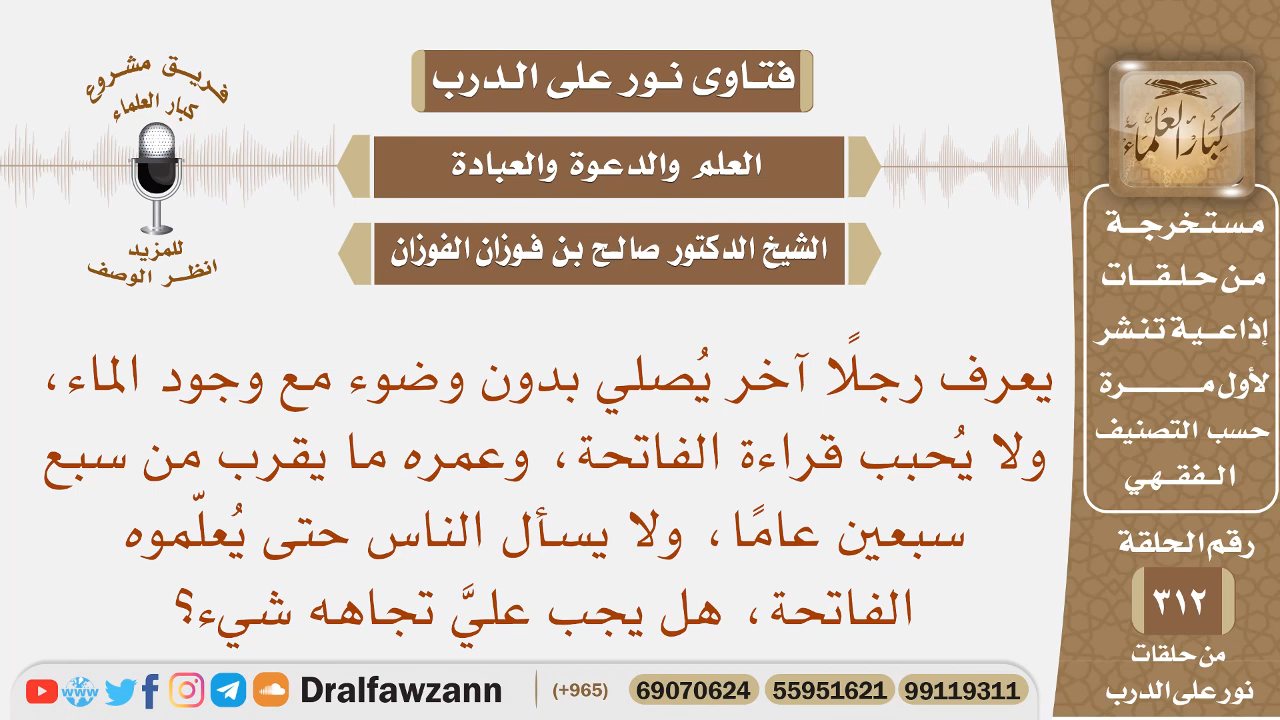 فتاوى نور على الدرب
العلم والدعوة والعبادة
الشيخ الدكتور صالح بن فوزان الفوزان
فريق مشروع
كبار العلماء
للمزيد
انظر الوصف
يعرف رجلًا آخر يُصلي بدون وضوء مع وجود الماء،
ولا يُحبب قراءة الفاتحة، وعمره ما يقرب من سبع
سبعين عامًا، ولا يسأل الناس حتى يُعلّموه
الفاتحة، هل يجب عليَّ تجاهه شيء؟
كبار العلماء
مستخرجة
من حلقات
إذاعية تنشر
لأول مرة
حسب التصنيف
الفقهي
رقم الحلقة
٣١٢
من حلقات
نور على الدرب
www
Dralfawzann
(+965)
69070624
55951621
99119311